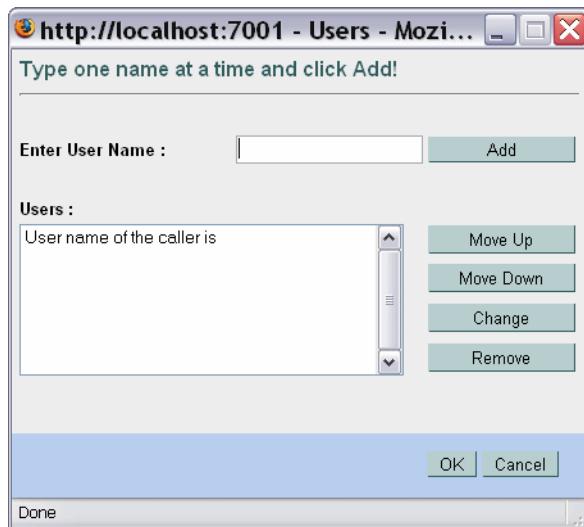 http://localhost:7001 - Users - Mozi...
Type one name at a time and click Add!
Enter User Name :
Add
Users :
User name of the caller is
Move Up
Move Down
Change
Remove
OK
Cancel
Done